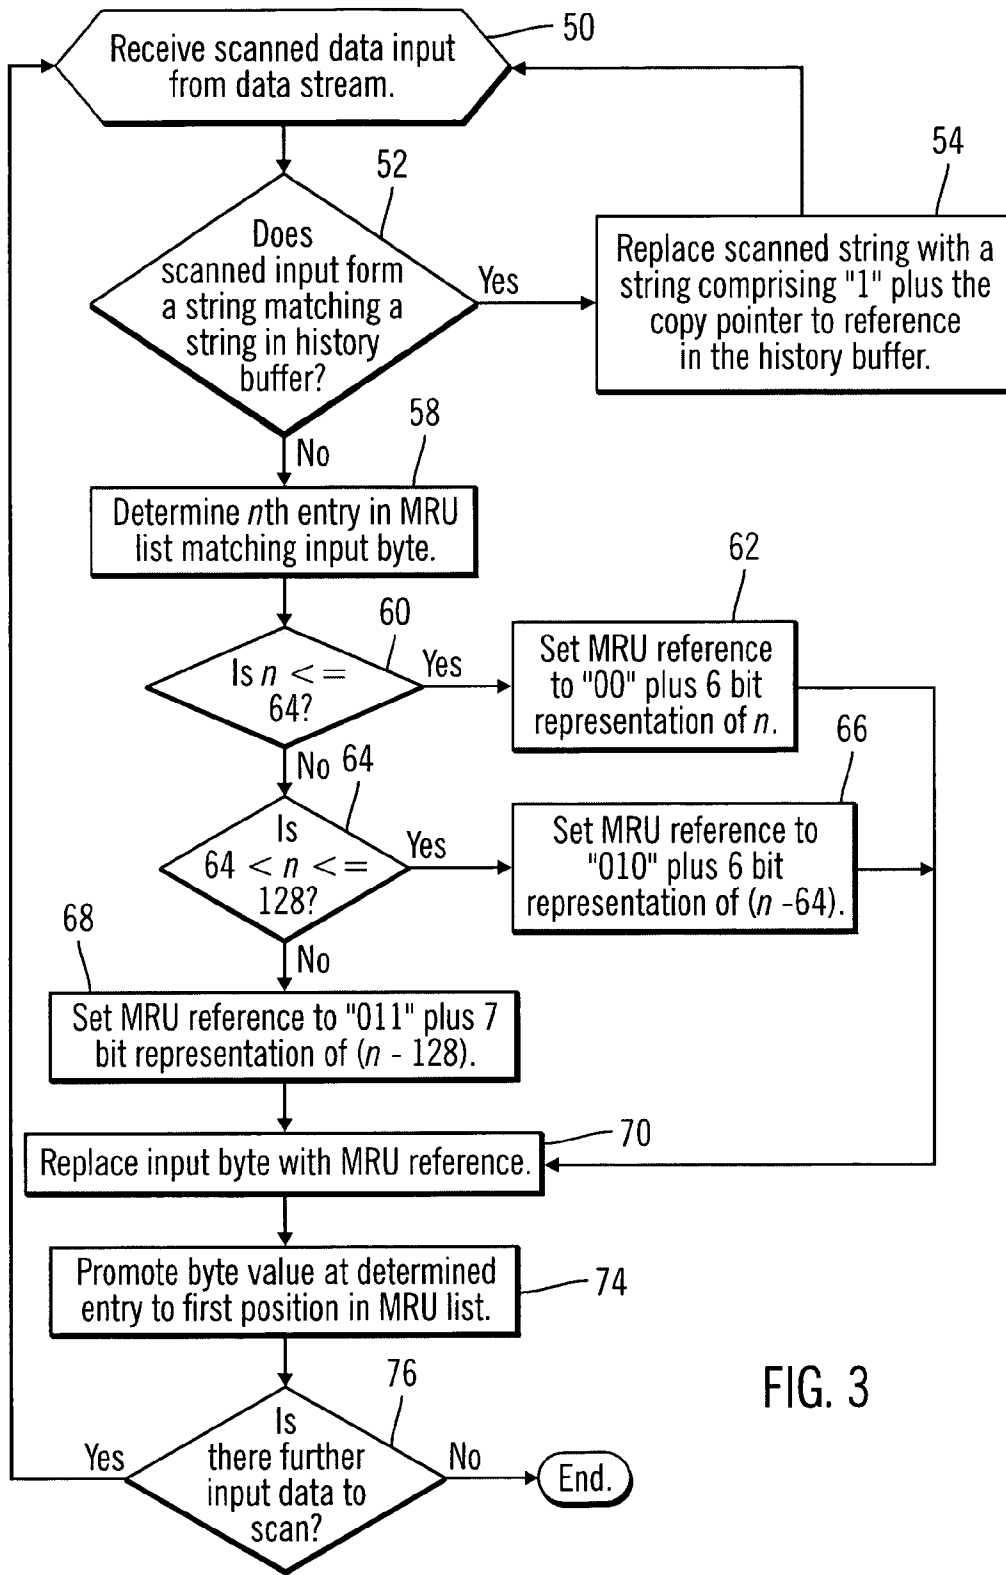 50
Receive scanned data input
from data stream.
52
Does
scanned input form
a string matching a
string in history
buffer?
Yes
54
Replace scanned string with a
string comprising "1" plus the
copy pointer to reference
in the history buffer.
No
58
Determine nth entry in MRU
list matching input byte.
60
Is n < =
64?
Yes
62
Set MRU reference
to "00" plus 6 bit
representation of n.
No
64
Is
64 < n < =
128?
Yes
66
Set MRU reference to
"010" plus 6 bit
representation of (n -64).
No
68
Set MRU reference to "011" plus 7
bit representation of (n - 128).
70
Replace input byte with MRU reference.
Promote byte value at determined
entry to first position in MRU list.
74
76
Is
there further
input data to
scan?
Yes
No
End.
FIG. 3